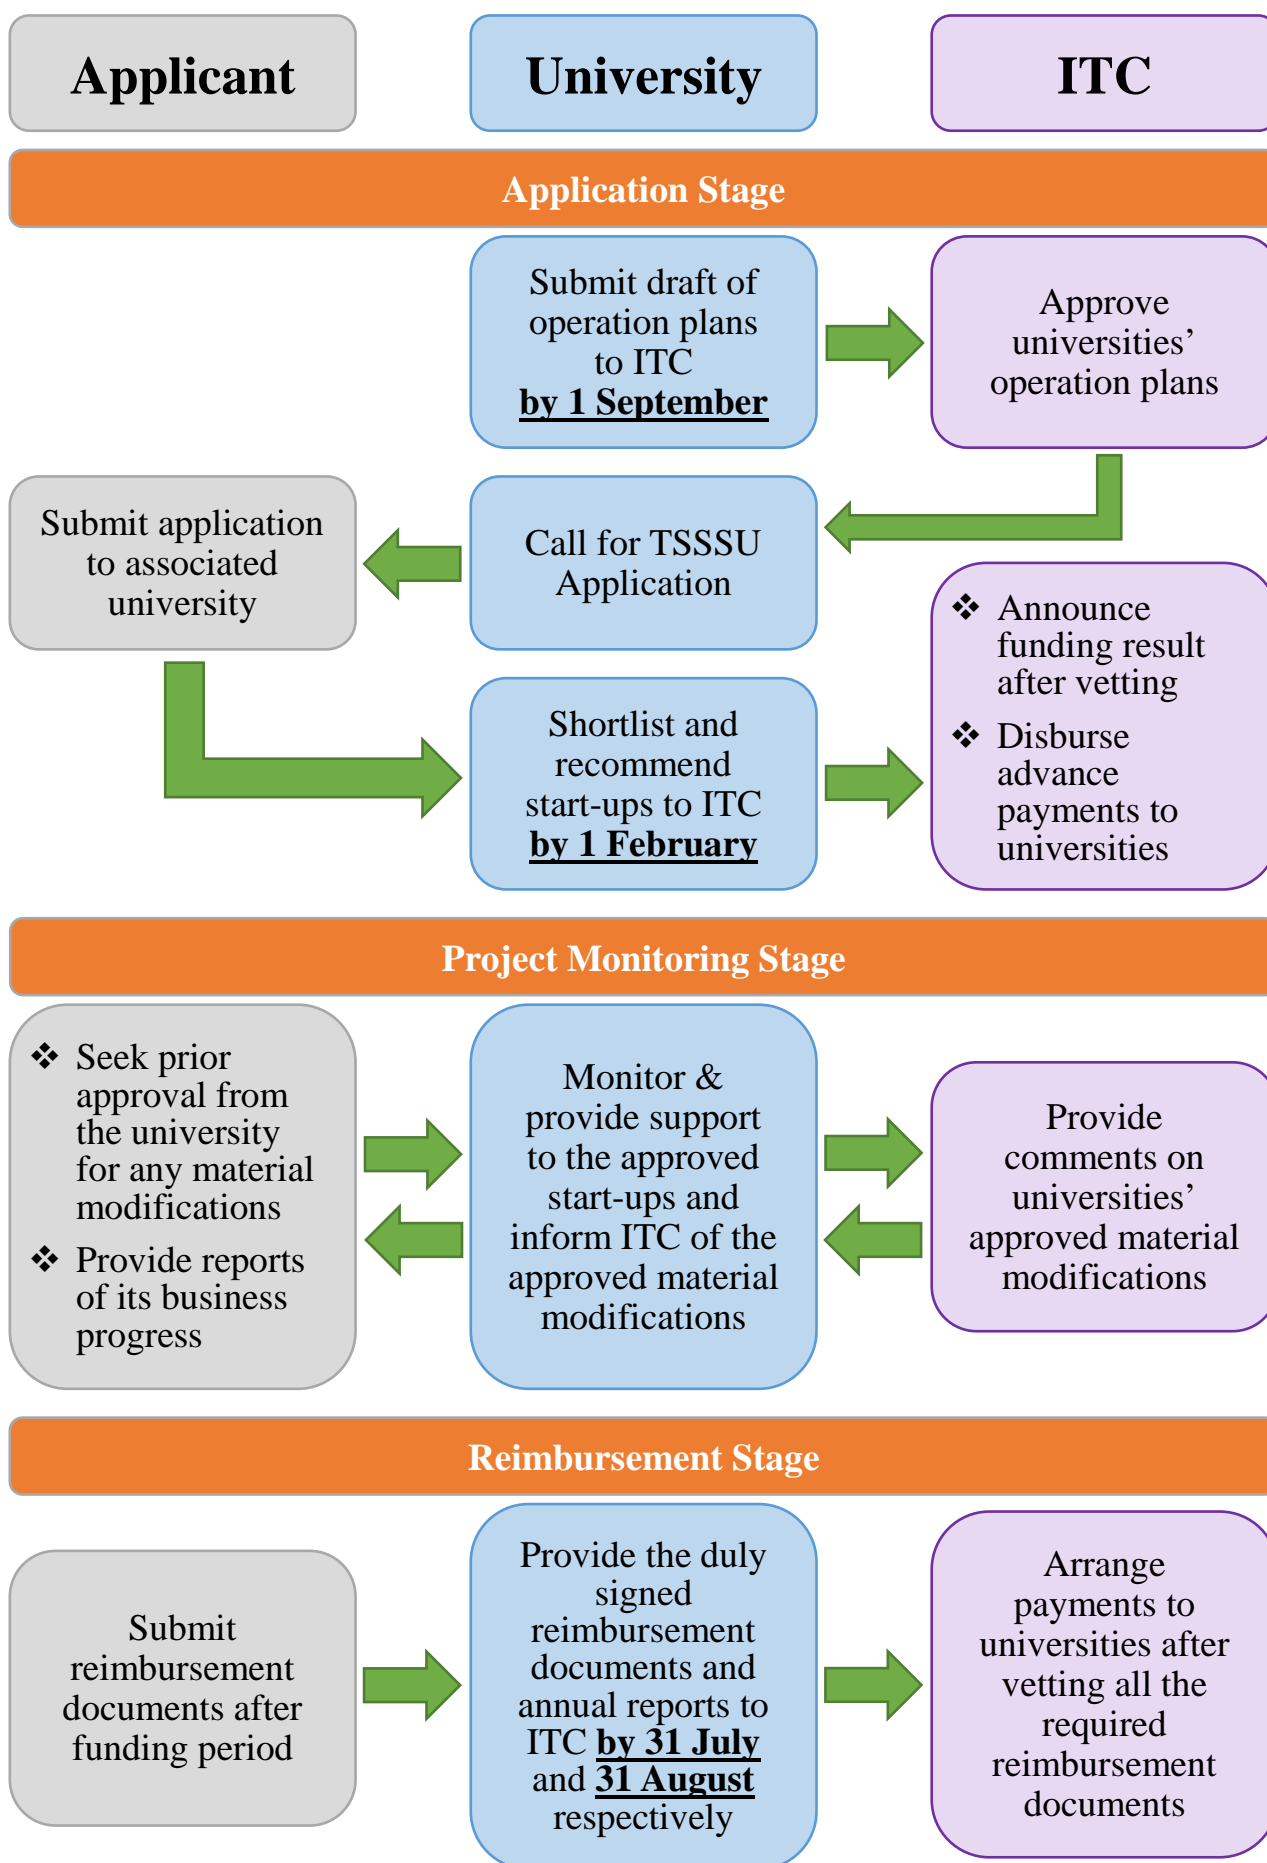 Applicant
University
ITC
Application Stage
Submit draft of
operation plans
to ITC
by 1 September
Approve
universities’
operation plans
Submit application
to associated
university
Call for TSSSU
Application
❖ Announce
funding result
after vetting
❖ Disburse
advance
payments to
universities
Shortlist and
recommend
start-ups to ITC
by 1 February
Project Monitoring Stage
❖ Seek prior
approval from
the university
for any material
modifications
❖ Provide reports
of its business
progress
Monitor &
provide support
to the approved
start-ups and
inform ITC of the
approved material
modifications
Provide
comments on
universities’
approved material
modifications
Reimbursement Stage
Submit
reimbursement
documents after
funding period
Provide the duly
signed
reimbursement
documents and
annual reports to
ITC by 31 July
and 31 August
respectively
Arrange
payments to
universities after
vetting all the
required
reimbursement
documents